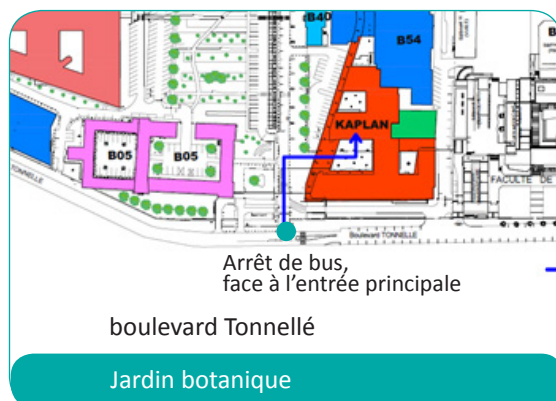 B40
B54
KAPLAN
B05
B05
TONNELLE
FACULTE DE
Boulevard TONNELLE
Arrêt de bus,
face à l'entrée principale
boulevard Tonnellé
Jardin botanique